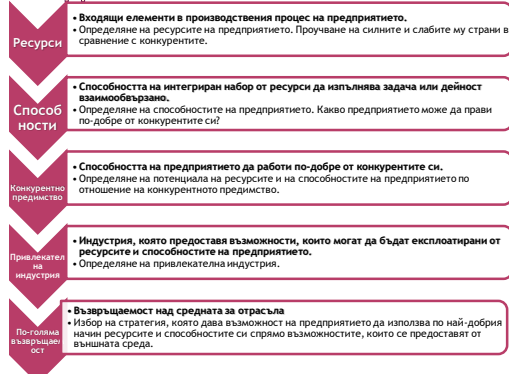 Ресурси
• Входящи елементи в производствения процес на предприятието.
• Определяне на ресурсите на предприятието. Проучване на силните и слабите му страни в
сравнение с конкурентите.
Способ
ности
• Способността на интегриран набор от ресурси да изпълнява задача или дейност
взаимообвързано.
• Определяне на способностите на предприятието. Какво предприятието може да прави
по-добре от конкурентите си?
Конкурентно
предимство
• Способността на предприятието да работи по-добре от конкурентите си.
• Определяне на потенциала на ресурсите и на способностите на предприятието по
отношение на конкурентното предимство.
Привлекател
на
индустрия
• Индустрия, която предоставя възможности, които могат да бъдат експлоатирани от
ресурсите и способностите на предприятието.
• Определяне на привлекателна индустрия.
По-голяма
възвръщаем
ост
• Възвръщаемост над средната за отрасъла
• Избор на стратегия, която дава възможност на предприятието да използва по най-добрия
начин ресурсите и способностите си спрямо възможностите, които се предоставят от
външната среда.